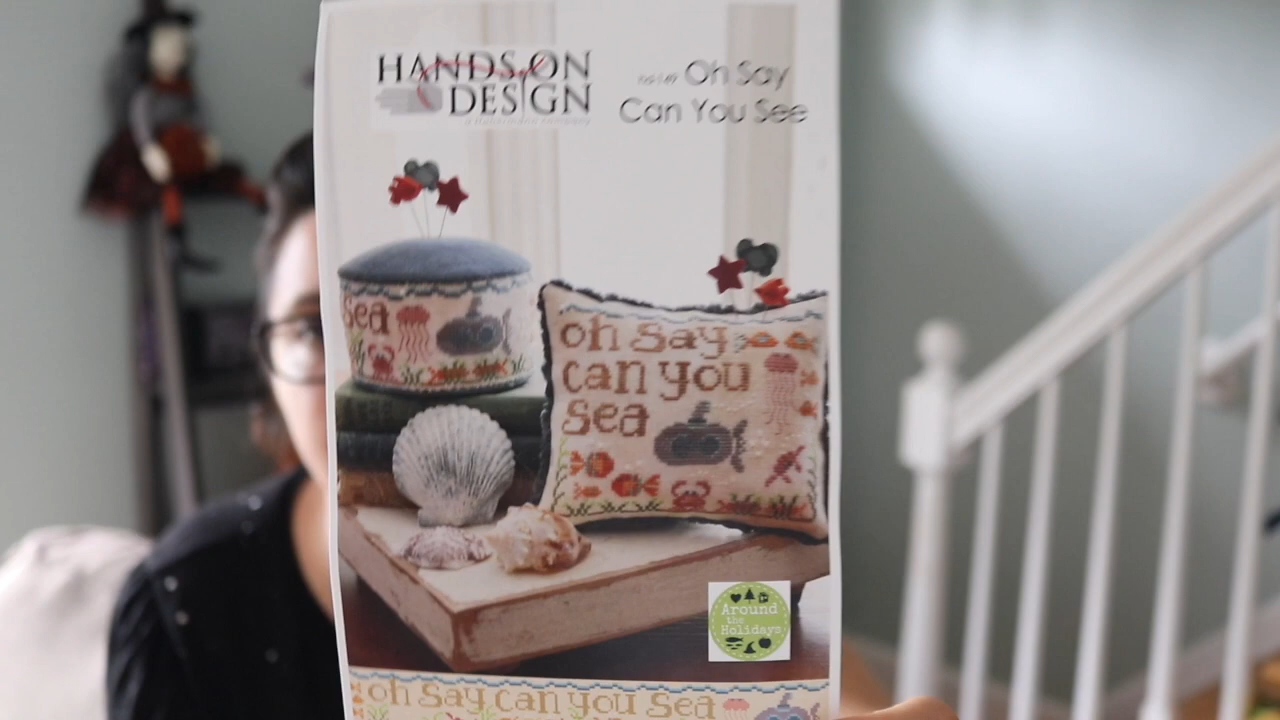 HANDS ON
DESIGN
Oh Say
Can You See
sea
oh say
can you
sea
Around
the
Holidays
oh say can you sea